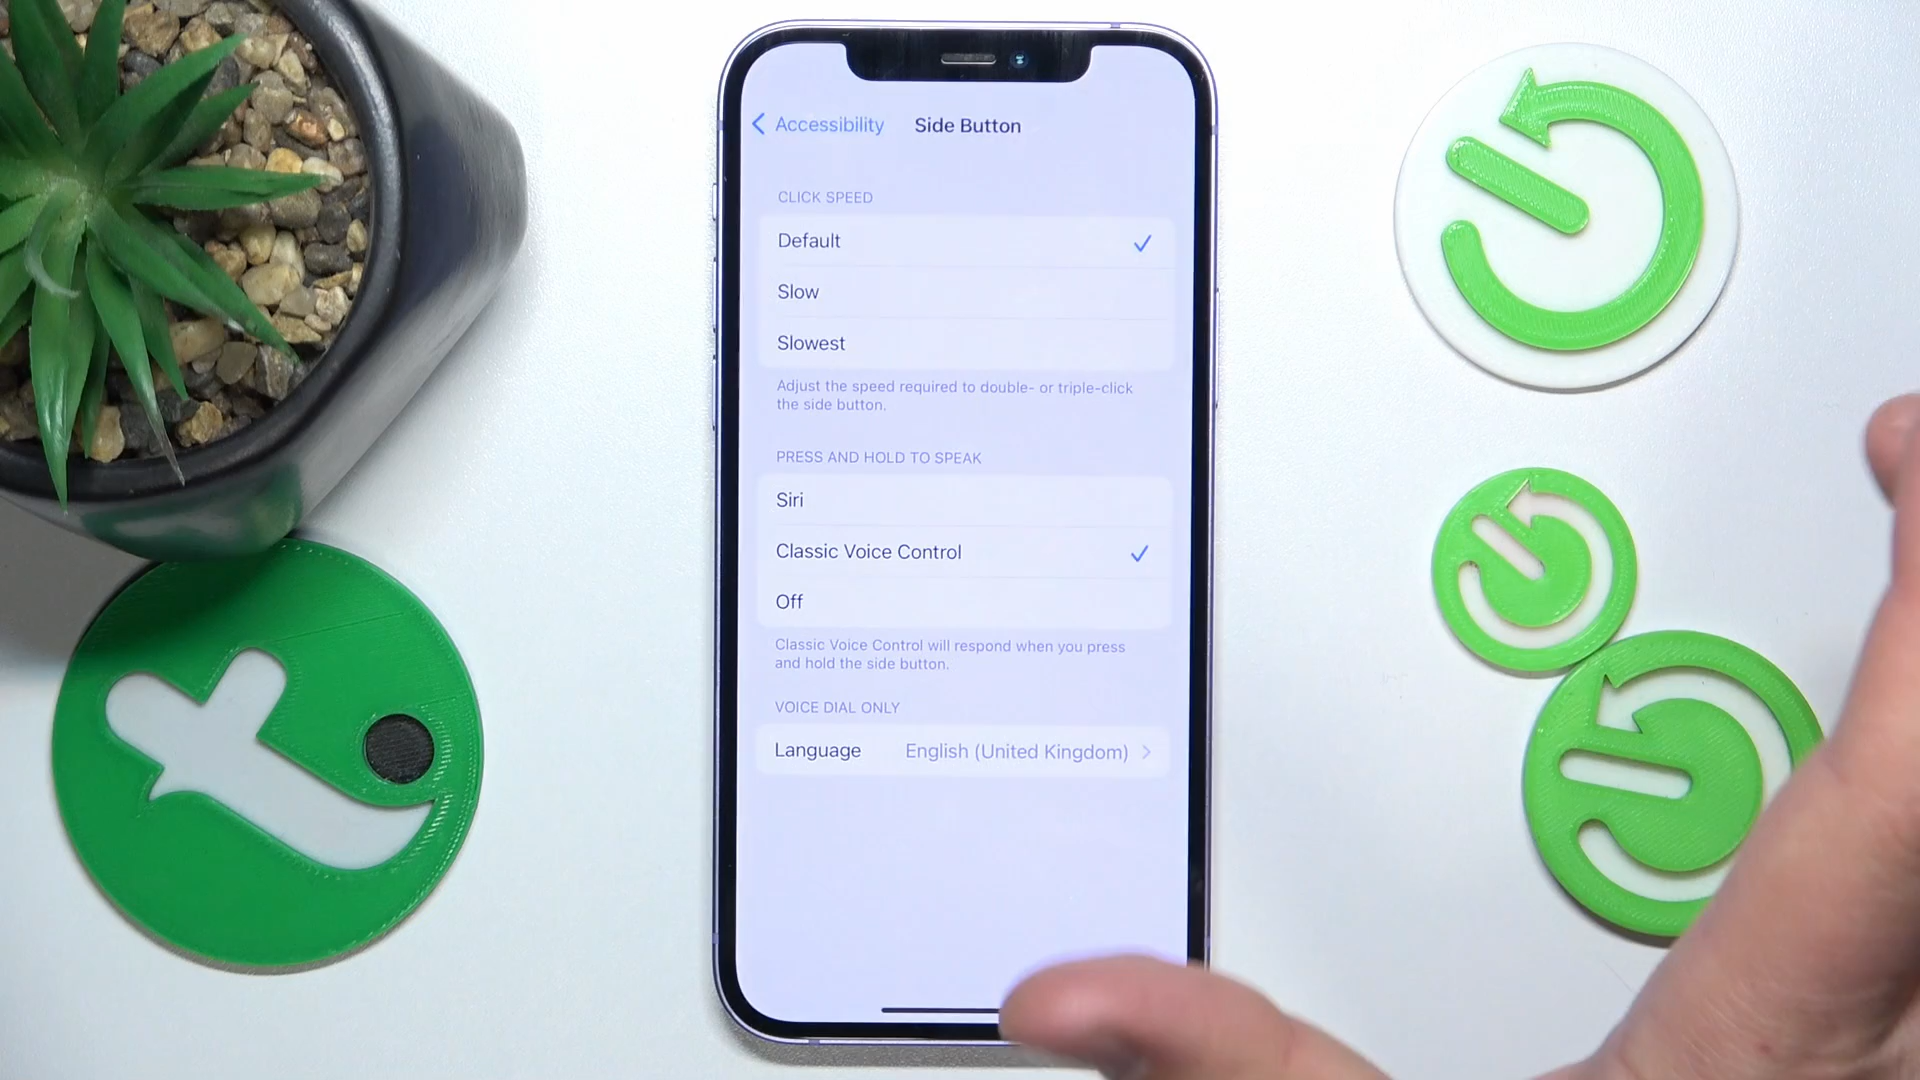 Accessibility Side Button
CLICK SPEED
Default
Slow
Slowest
Adjust the speed required to double- or triple-click
the side button.
PRESS AND HOLD TO SPEAK
Siri
Classic Voice Control
Off
Classic Voice Control will respond when you press
and hold the side button.
VOICE DIAL ONLY
Language English (United Kingdom)